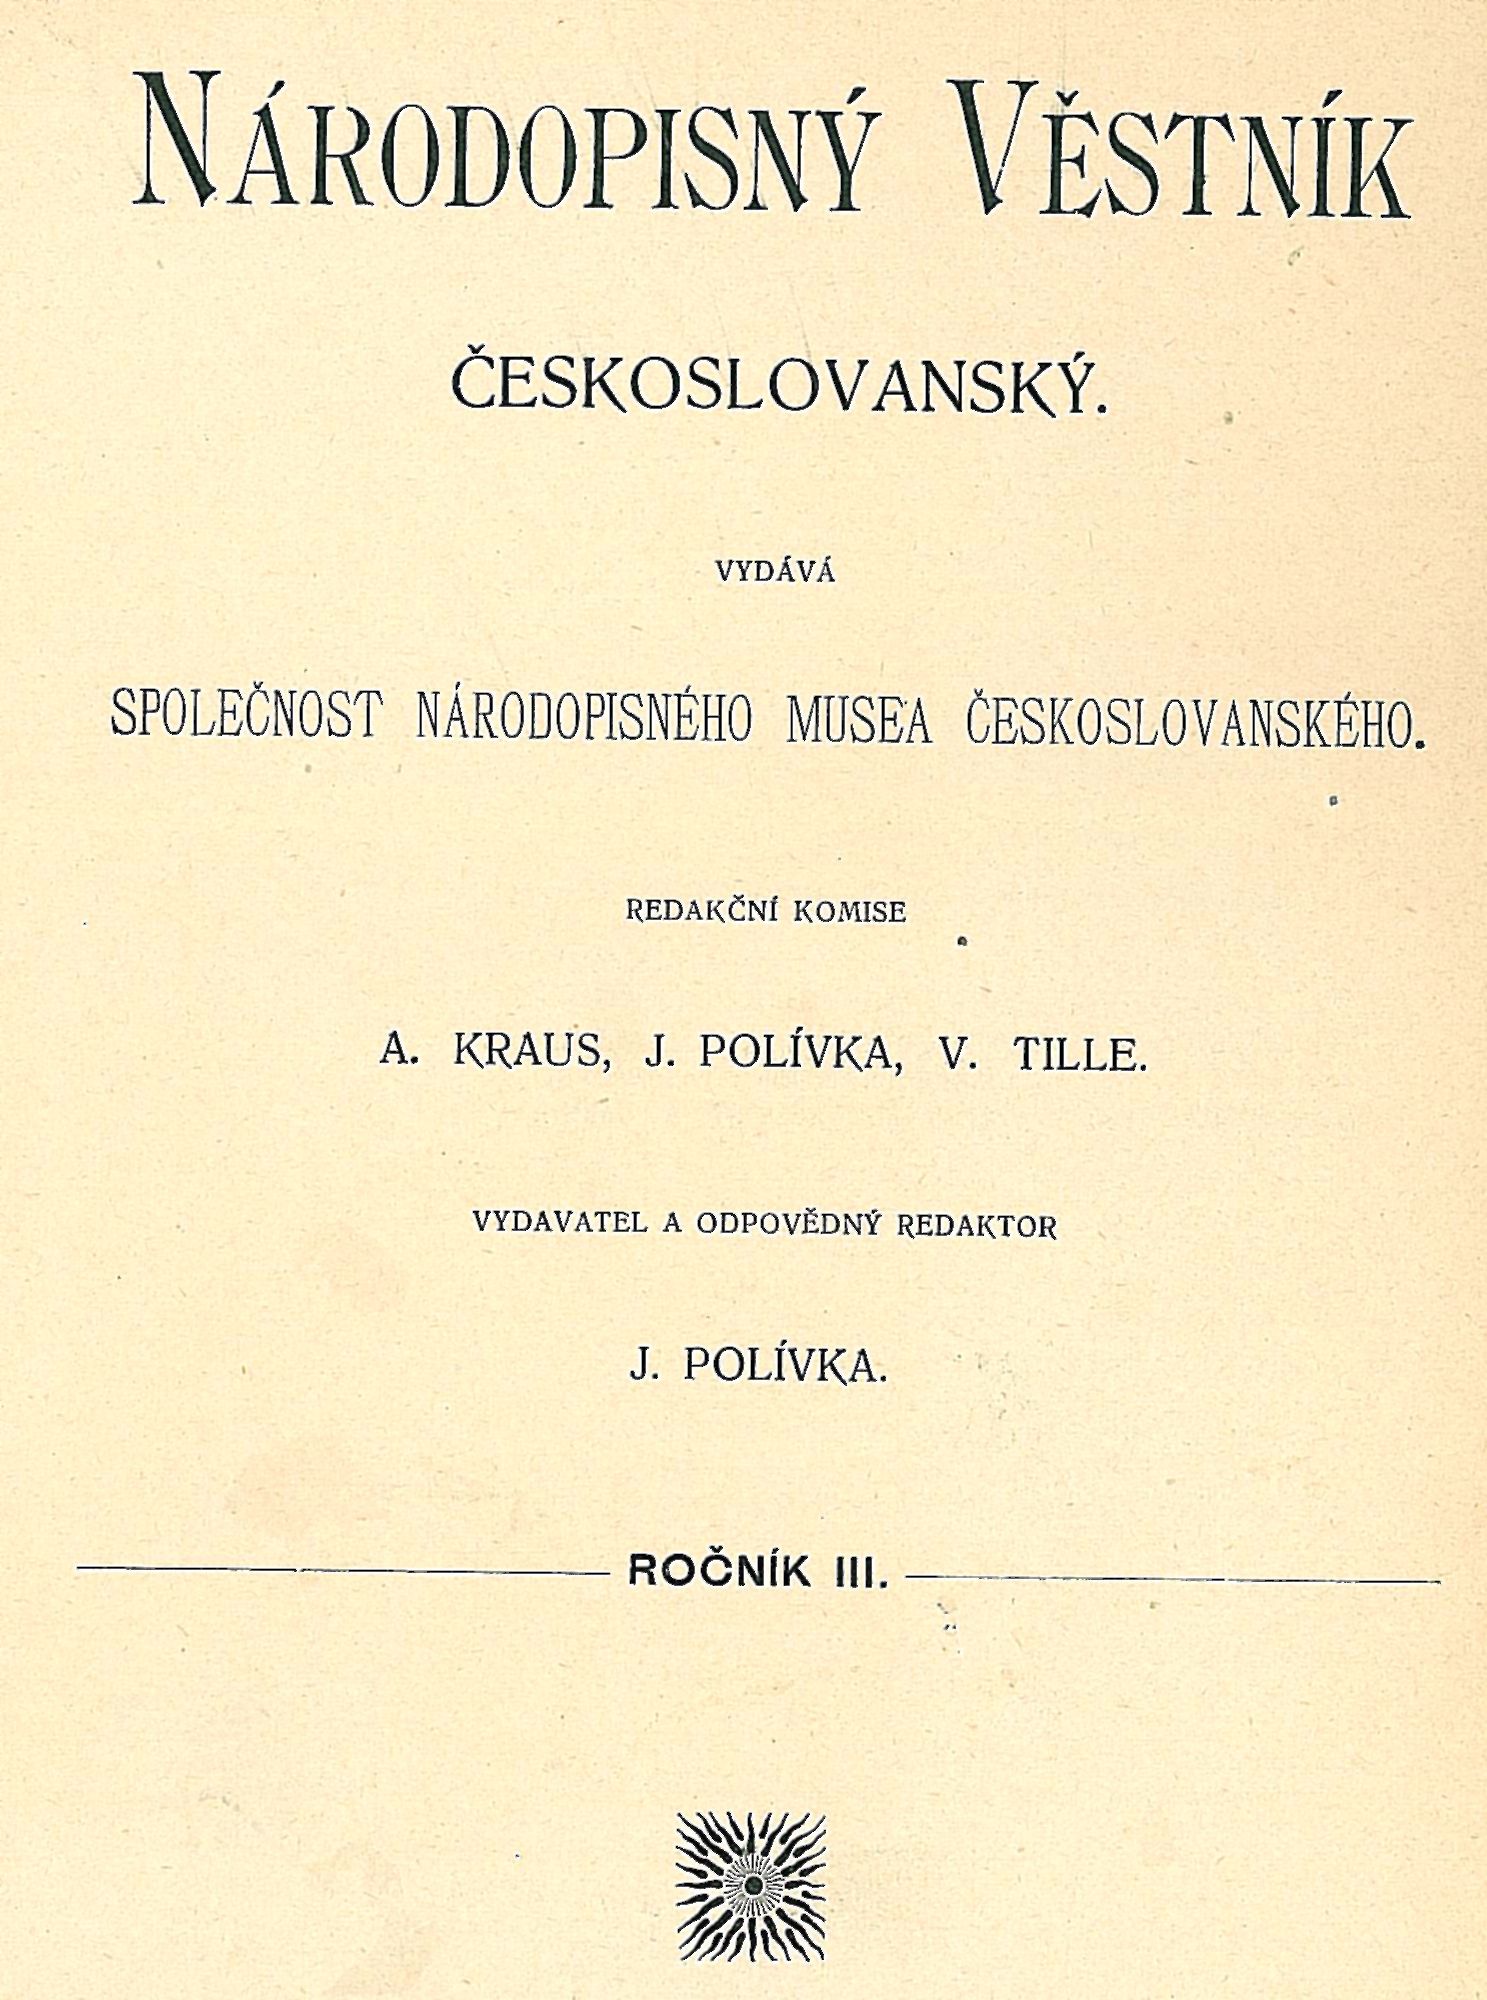 NÁRODOPISNÝ VĚSTNÍK
ČESKOSLOVANSKÝ.
VYDÁVÁ
SPOLEČNOST NÁRODOPISNÉHO MUSEA ČESKOSLOVANSKÉHO.
REDAKČNÍ KOMISE
A. KRAUS, J. POLÍVKA, V. TILLE.
VYDAVATEL A ODPOVĚDNÝ REDAKTOR
J. POLÍVKA.
ROČNÍK III.